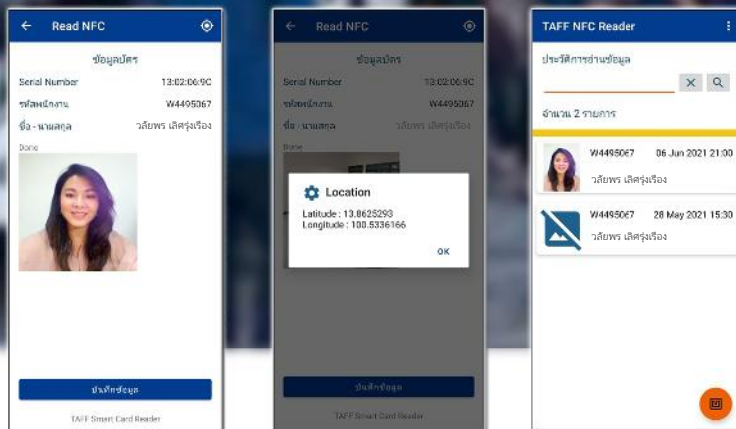 Read NFC
ข้อมูลบัตร
Serial Number 13:02:06:9C
รหัสพนักงาน W4495067
ชื่อ - นามสกุล วลัยพร เลิศรุ่งเรือง
Done
บันทึกข้อมูล
TAFF Smart Card Reader
Read NFC
ข้อมูลบัตร
Serial Number 13:02:06:9C
รหัสพนักงาน W4495067
ชื่อ - นามสกุล วลัยพร เลิศรุ่งเรือง
Done
Location
Latitude : 13.8625293
Longitude : 100.5336166
OK
บันทึกข้อมูล
TAFF Smart Card Reader
TAFF NFC Reader
ประวัติการอ่านข้อมูล
จำนวน 2 รายการ
W4495067 06 Jun 2021 21:00
วลัยพร เลิศรุ่งเรือง
W4495067 28 May 2021 15:30
วลัยพร เลิศรุ่งเรือง